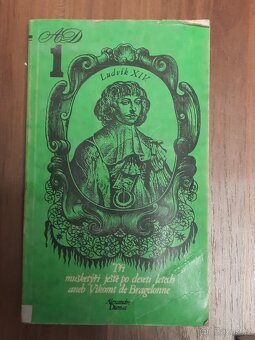 AD
1
Ludvík XIV.
Tři
mušketýři ještě po deseti letech
aneb Vikomt de Bragelonne
Alexandre
Dumas